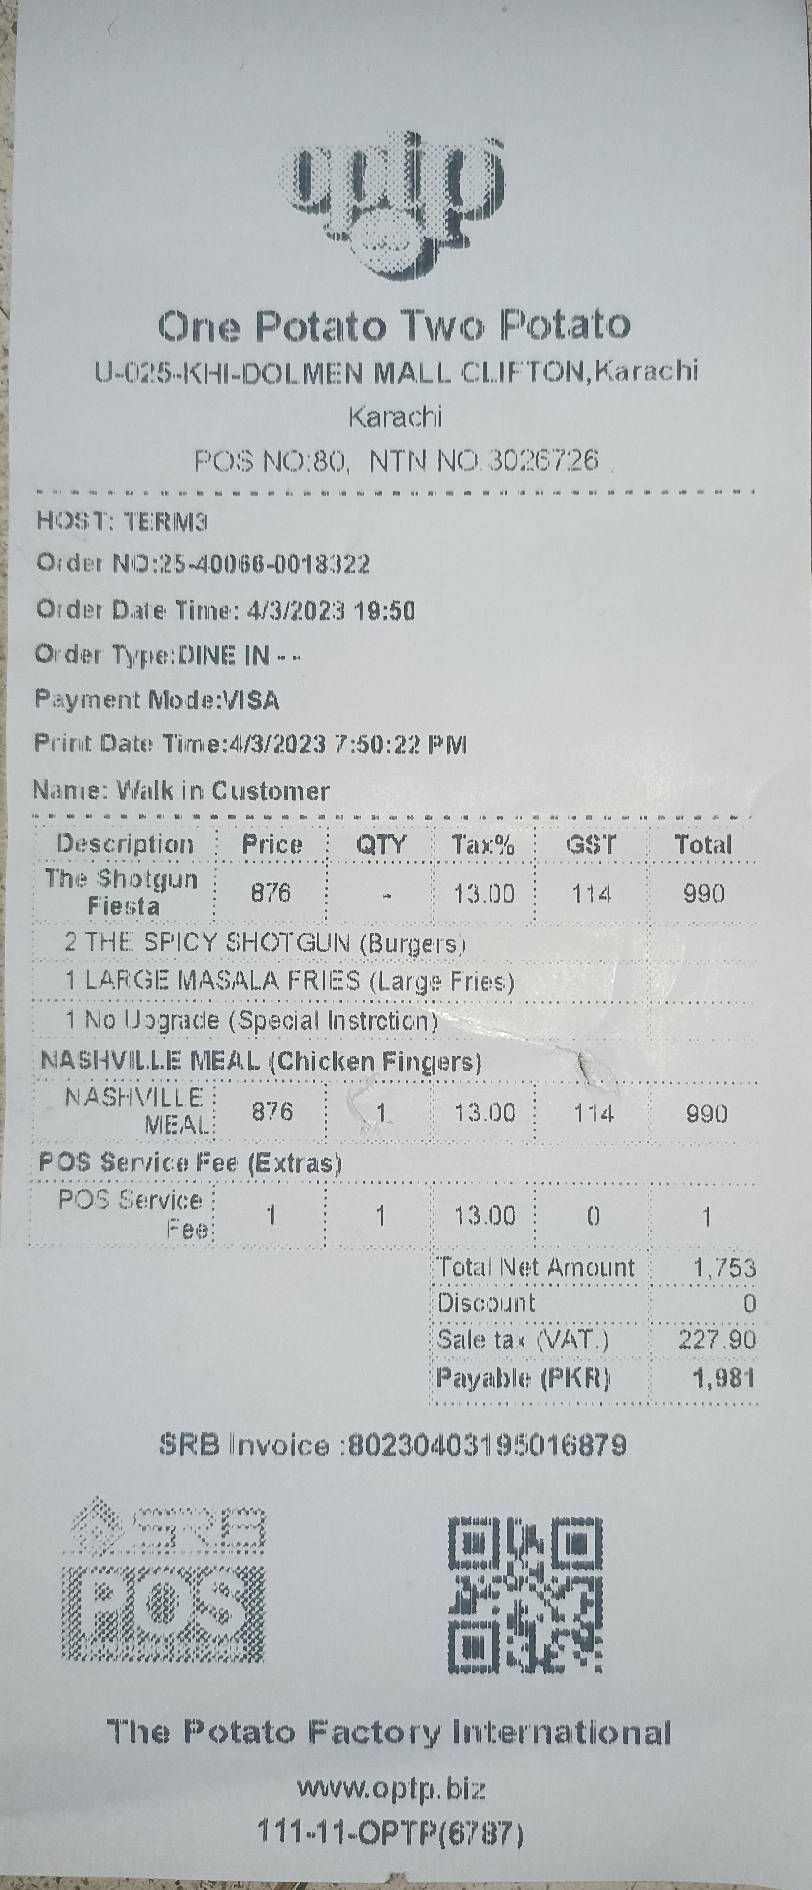 optp
One Potato Two Potato
U-025-KHI-DOLMEN MALL CLIFTON,Karachi
Karachi
POS NO:80, NTN NO.3026726
HOST: TERM3
Order NO:25-40066-0018322
Order Date Time: 4/3/2023 19:50
Order Type:DINE IN - -
Payment Mode:VISA
Print Date Time:4/3/2023 7:50:22 PM
Name: Walk in Customer
Description Price QTY Tax% GST Total
The Shotgun Fiesta 876 - 13.00 114 990
2 THE SPICY SHOTGUN (Burgers)
1 LARGE MASALA FRIES (Large Fries)
1 No Upgrade (Special Instrction)
NASHVILLE MEAL (Chicken Fingers)
NASHVILLE MEAL 876 1 13.00 114 990
POS Service Fee (Extras)
POS Service Fee 1 1 13.00 0 1
Total Net Amount 1,753
Discount 0
Sale tax (VAT.) 227.90
Payable (PKR) 1,981
SRB Invoice :80230403195016879
SRB
POS
The Potato Factory International
www.optp.biz
111-11-OPTP(6787)